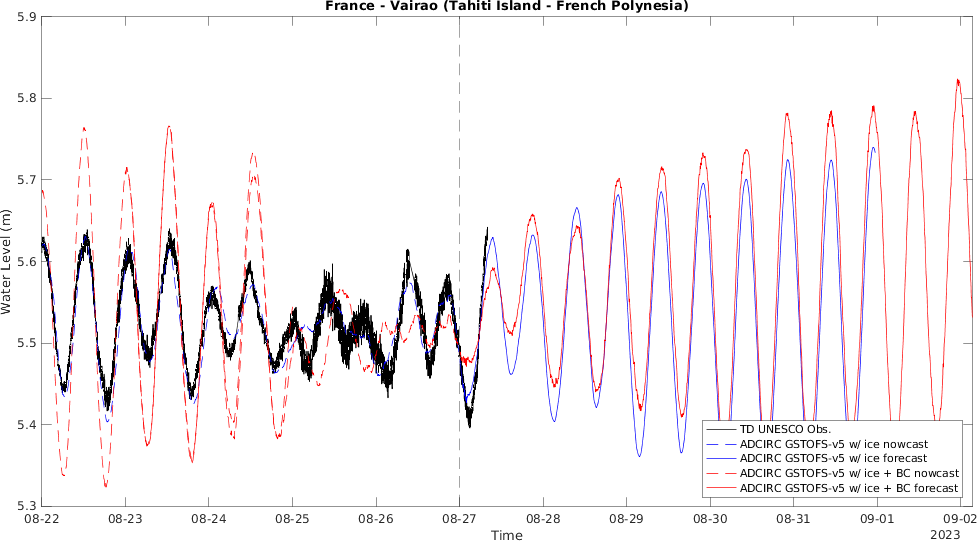 France - Vairao (Tahiti Island - French Polynesia)
5.9
5.8
5.7
5.6
5.5
5.4
5.3
Water Level (m)
TD UNESCO Obs.
ADCIRC GSTOFS-v5 w/ ice nowcast
ADCIRC GSTOFS-v5 w/ ice forecast
ADCIRC GSTOFS-v5 w/ ice + BC nowcast
ADCIRC GSTOFS-v5 w/ ice + BC forecast
08-22 08-23 08-24 08-25 08-26 08-27 08-28 08-29 08-30 08-31 09-01 09-02
Time
2023